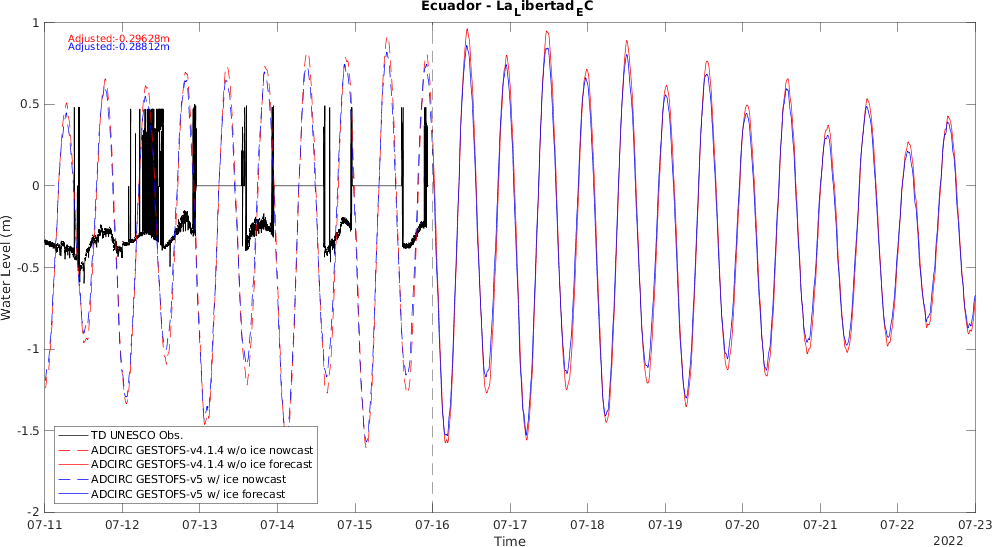 Ecuador - La_Libertad_EC
Adjusted:-0.29628m
Adjusted:-0.28812m
1
0.5
0
-0.5
-1
-1.5
-2
Water Level (m)
TD UNESCO Obs.
ADCIRC GESTOFS-v4.1.4 w/o ice nowcast
ADCIRC GESTOFS-v4.1.4 w/o ice forecast
ADCIRC GESTOFS-v5 w/ ice nowcast
ADCIRC GESTOFS-v5 w/ ice forecast
07-11 07-12 07-13 07-14 07-15 07-16 07-17 07-18 07-19 07-20 07-21 07-22 07-23
Time
2022